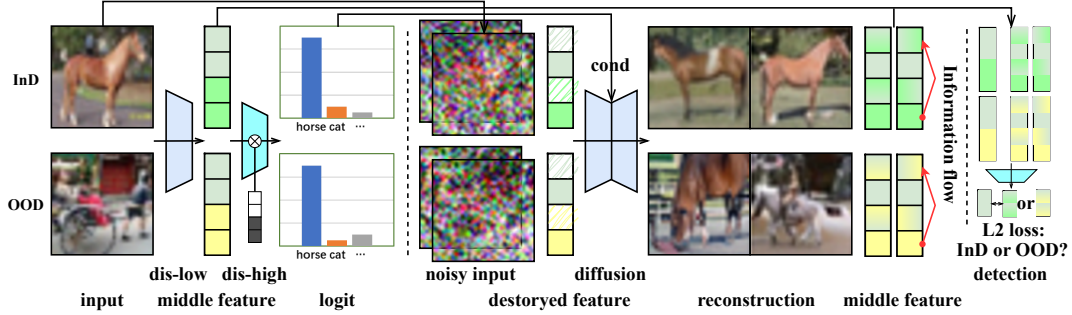 InD
OOD
horse cat ...
horse cat ...
dis-low
dis-high
cond
Information flow
or
L2 loss:
InD or OOD?
detection
noisy input
diffusion
input
middle feature
logit
destoryed feature
reconstruction
middle feature